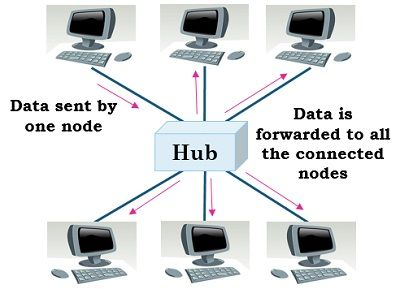 Data sent by
one node
Hub
Data is
forwarded to all
the connected
nodes